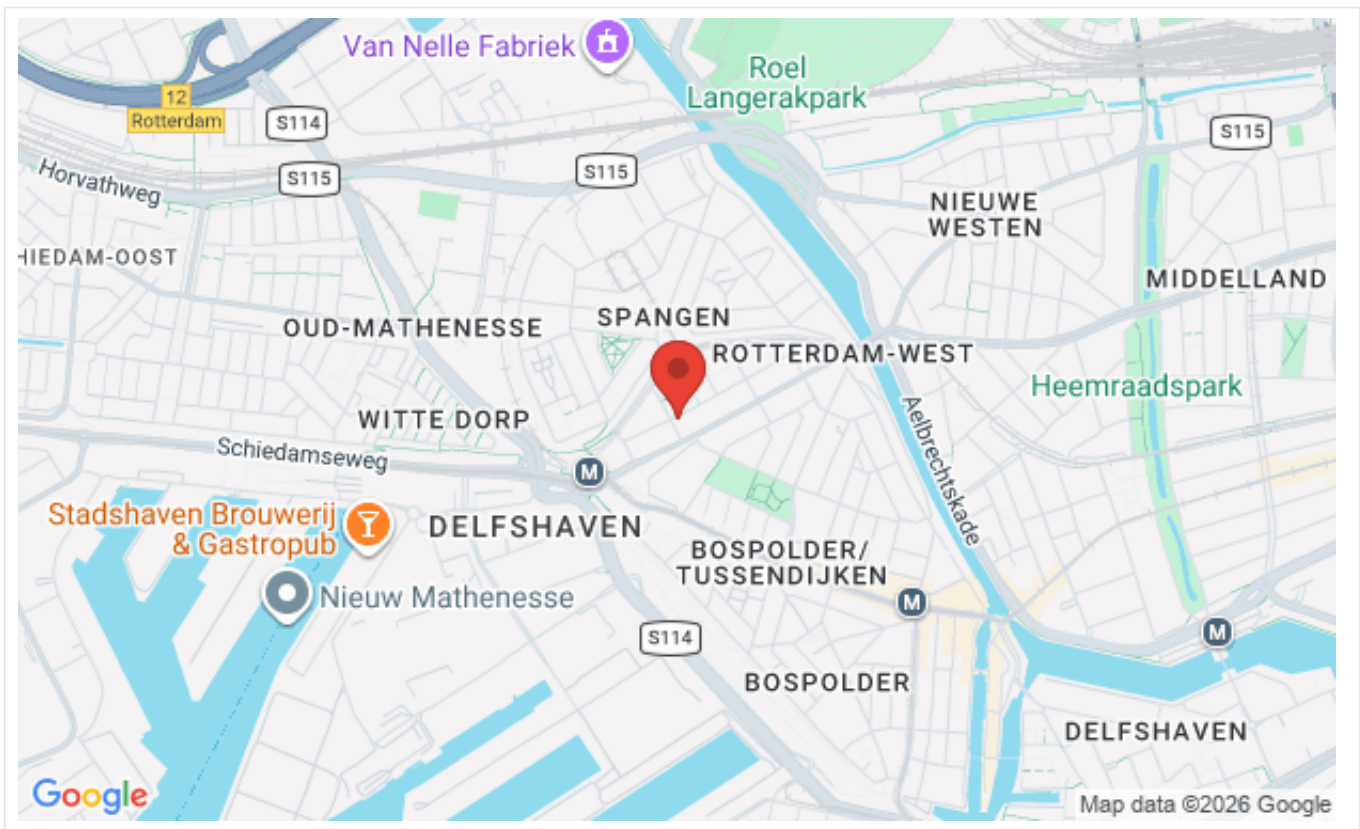 Van Nelle Fabriek
Roel
Langerakpark
12
Rotterdam
S114
S115
S115
S115
Horvathweg
NIEUWE
WESTEN
HIEDAM-OOST
MIDDELLAND
SPANGEN
OUD-MATHENESSE
ROTTERDAM-WEST
Heemraadspark
WITTE DORP
Aelbrechtskade
Schiedamseweg
M
Stadshaven Brouwerij
& Gastropub
DELFSHAVEN
BOSPOLDER/
TUSSENDIJKEN
Nieuw Mathenesse
M
M
S114
BOSPOLDER
DELFSHAVEN
Google
Map data ©2026 Google